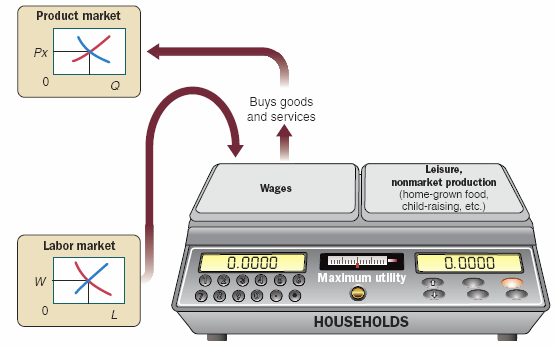 Product market
Px
0
Q
Buys goods
and services
Wages
Leisure,
nonmarket production
(home-grown food,
child-raising, etc.)
Labor market
W
0
L
0.0000
Maximum utility
0.0000
HOUSEHOLDS